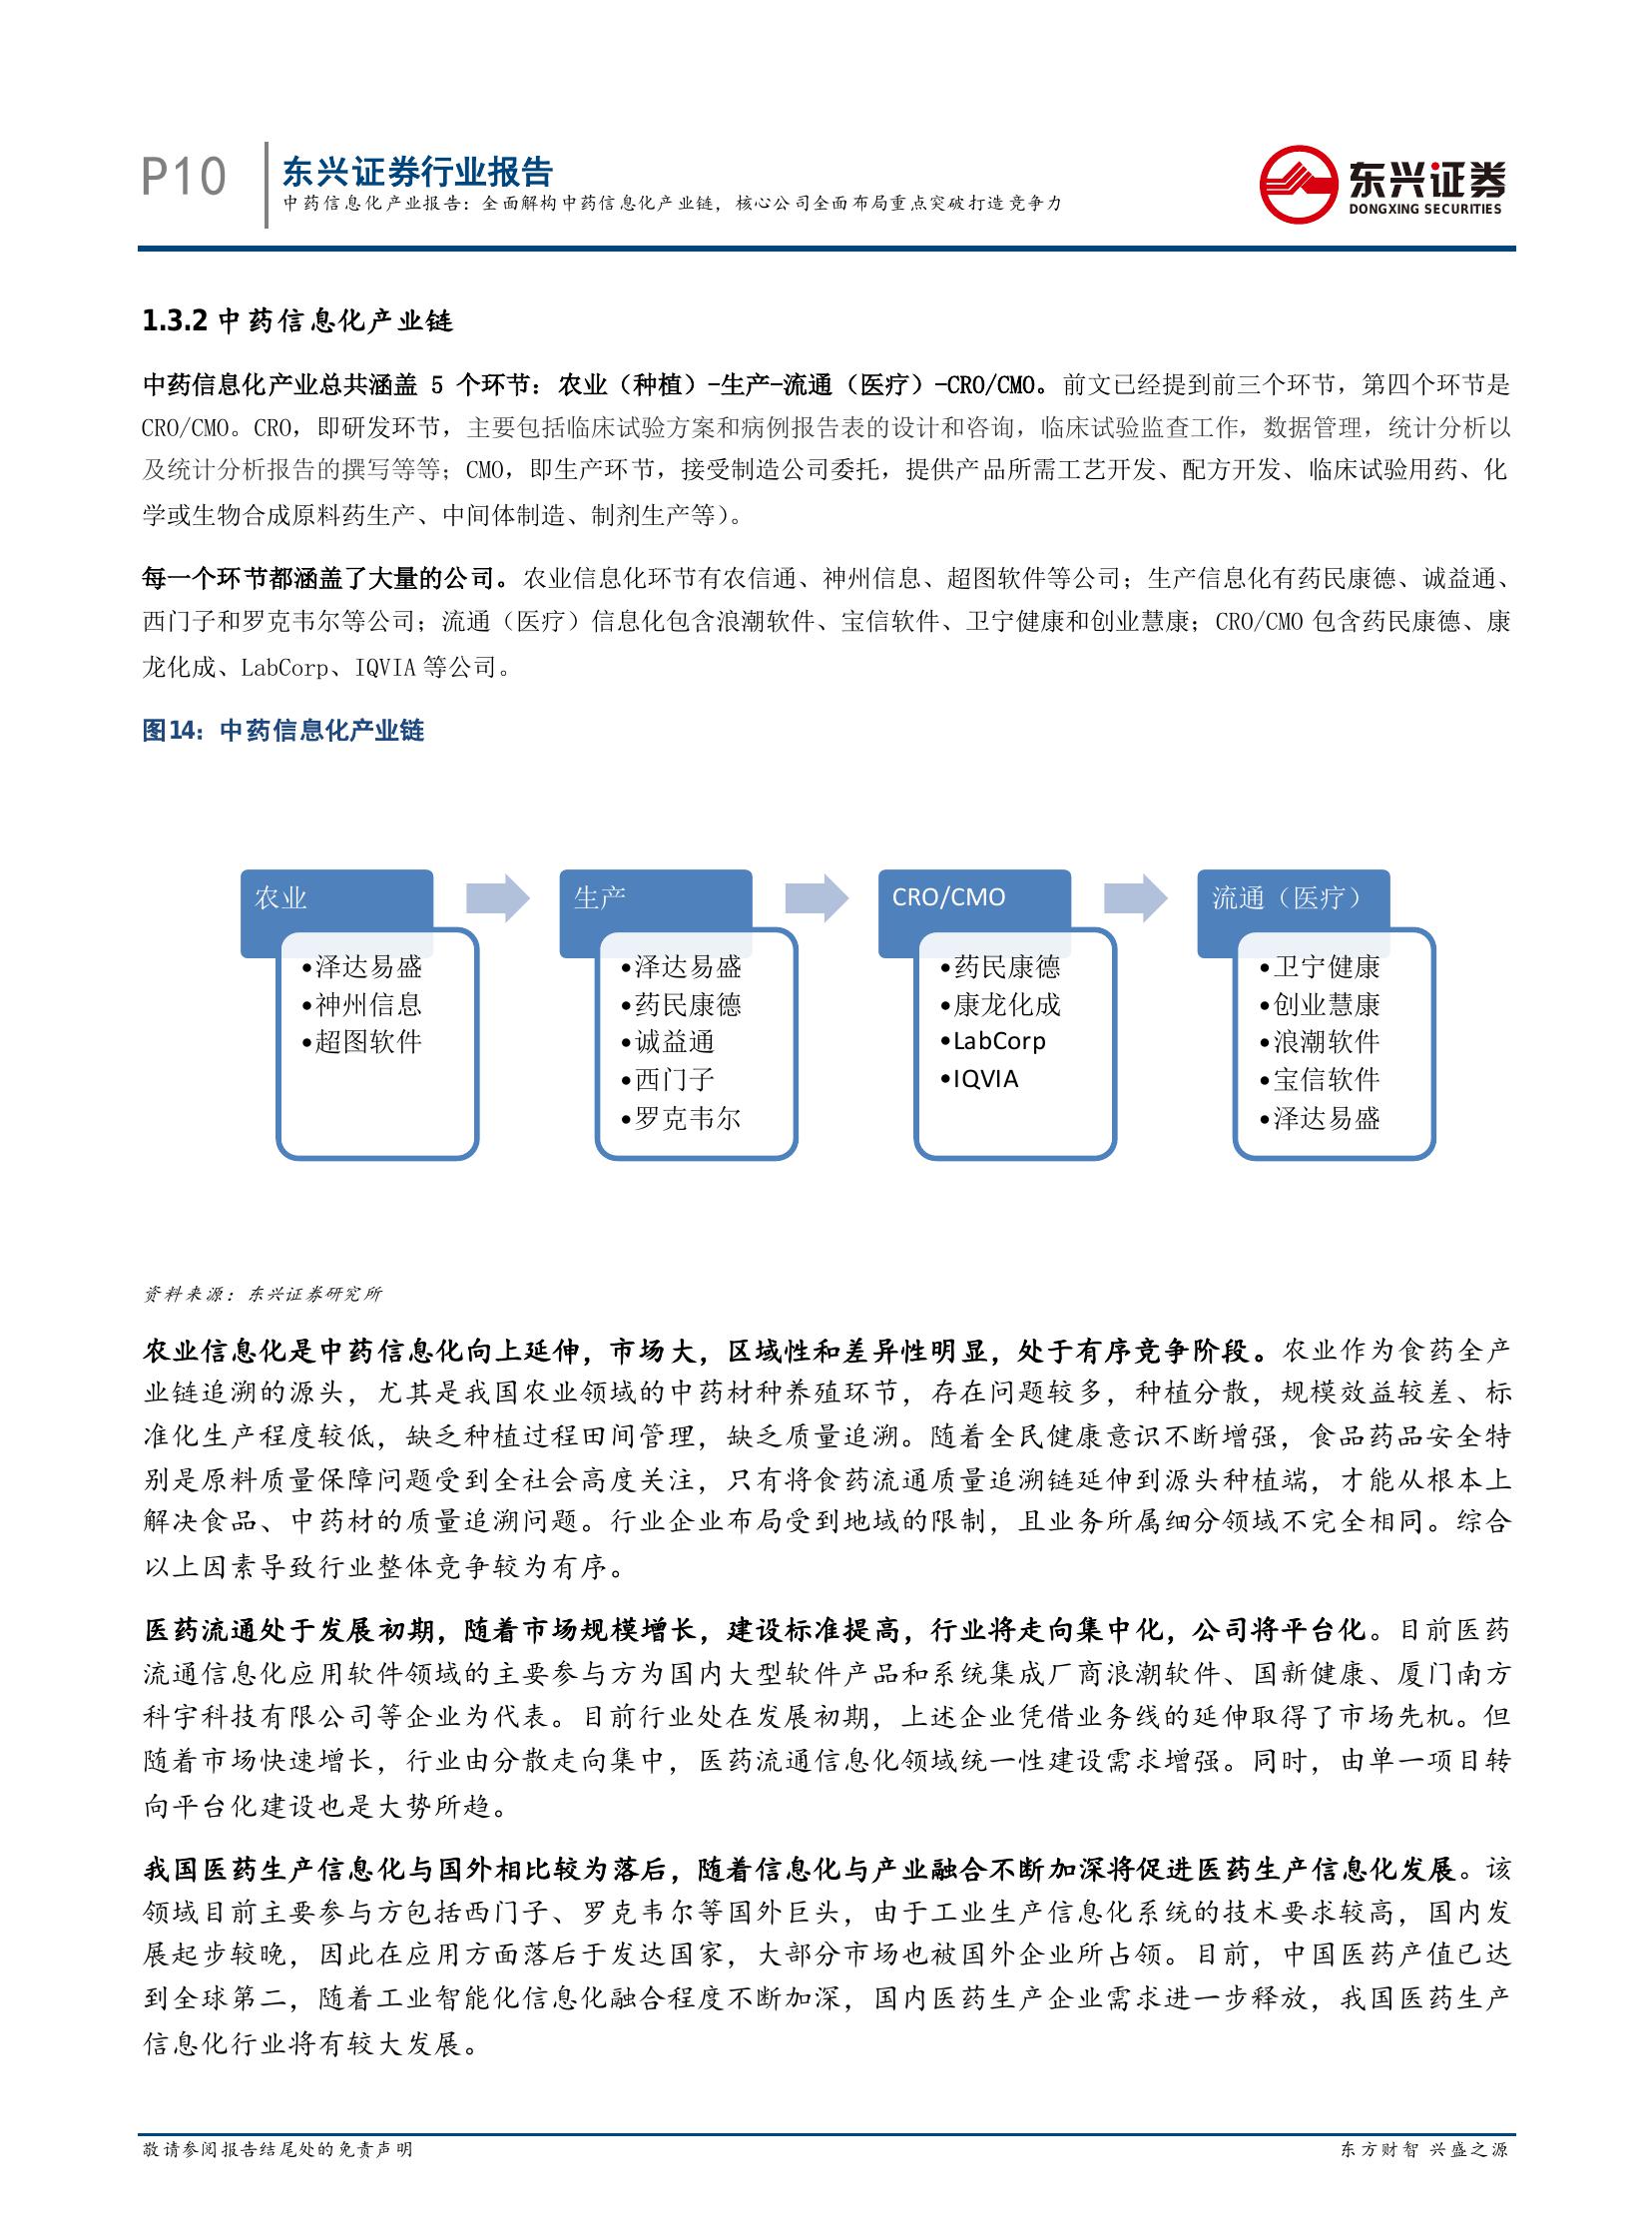 P10
东兴证券行业报告
中药信息化产业报告：全面解构中药信息化产业链，核心公司全面布局重点突破打造竞争力
东兴证券
DONGXING SECURITIES
1.3.2 中药信息化产业链
中药信息化产业总共涵盖 5 个环节：农业（种植）-生产-流通（医疗）-CRO/CMO。前文已经提到前三个环节，第四个环节是
CRO/CMO。CRO，即研发环节，主要包括临床试验方案和病例报告表的设计和咨询，临床试验监查工作，数据管理，统计分析以
及统计分析报告的撰写等等；CMO，即生产环节，接受制造公司委托，提供产品所需工艺开发、配方开发、临床试验用药、化
学或生物合成原料药生产、中间体制造、制剂生产等）。
每一个环节都涵盖了大量的公司。农业信息化环节有农信通、神州信息、超图软件等公司；生产信息化有药民康德、诚益通、
西门子和罗克韦尔等公司；流通（医疗）信息化包含浪潮软件、宝信软件、卫宁健康和创业慧康；CRO/CMO 包含药民康德、康
龙化成、LabCorp、IQVIA 等公司。
图14：中药信息化产业链
农业
•泽达易盛
•神州信息
•超图软件
生产
•泽达易盛
•药民康德
•诚益通
•西门子
•罗克韦尔
CRO/CMO
•药民康德
•康龙化成
•LabCorp
•IQVIA
流通（医疗）
•卫宁健康
•创业慧康
•浪潮软件
•宝信软件
•泽达易盛
资料来源：东兴证券研究所
农业信息化是中药信息化向上延伸，市场大，区域性和差异性明显，处于有序竞争阶段。农业作为食药全产
业链追溯的源头，尤其是我国农业领域的中药材种养殖环节，存在问题较多，种植分散，规模效益较差、标
准化生产程度较低，缺乏种植过程田间管理，缺乏质量追溯。随着全民健康意识不断增强，食品药品安全特
别是原料质量保障问题受到全社会高度关注，只有将食药流通质量追溯链延伸到源头种植端，才能从根本上
解决食品、中药材的质量追溯问题。行业企业布局受到地域的限制，且业务所属细分领域不完全相同。综合
以上因素导致行业整体竞争较为有序。
医药流通处于发展初期，随着市场规模增长，建设标准提高，行业将走向集中化，公司将平台化。目前医药
流通信息化应用软件领域的主要参与方为国内大型软件产品和系统集成厂商浪潮软件、国新健康、厦门南方
科宇科技有限公司等企业为代表。目前行业处在发展初期，上述企业凭借业务线的延伸取得了市场先机。但
随着市场快速增长，行业由分散走向集中，医药流通信息化领域统一性建设需求增强。同时，由单一项目转
向平台化建设也是大势所趋。
我国医药生产信息化与国外相比较为落后，随着信息化与产业融合不断加深将促进医药生产信息化发展。该
领域目前主要参与方包括西门子、罗克韦尔等国外巨头，由于工业生产信息化系统的技术要求较高，国内发
展起步较晚，因此在应用方面落后于发达国家，大部分市场也被国外企业所占领。目前，中国医药产值已达
到全球第二，随着工业智能化信息化融合程度不断加深，国内医药生产企业需求进一步释放，我国医药生产
信息化行业将有较大发展。
敬请参阅报告结尾处的免责声明
东方财智 兴盛之源